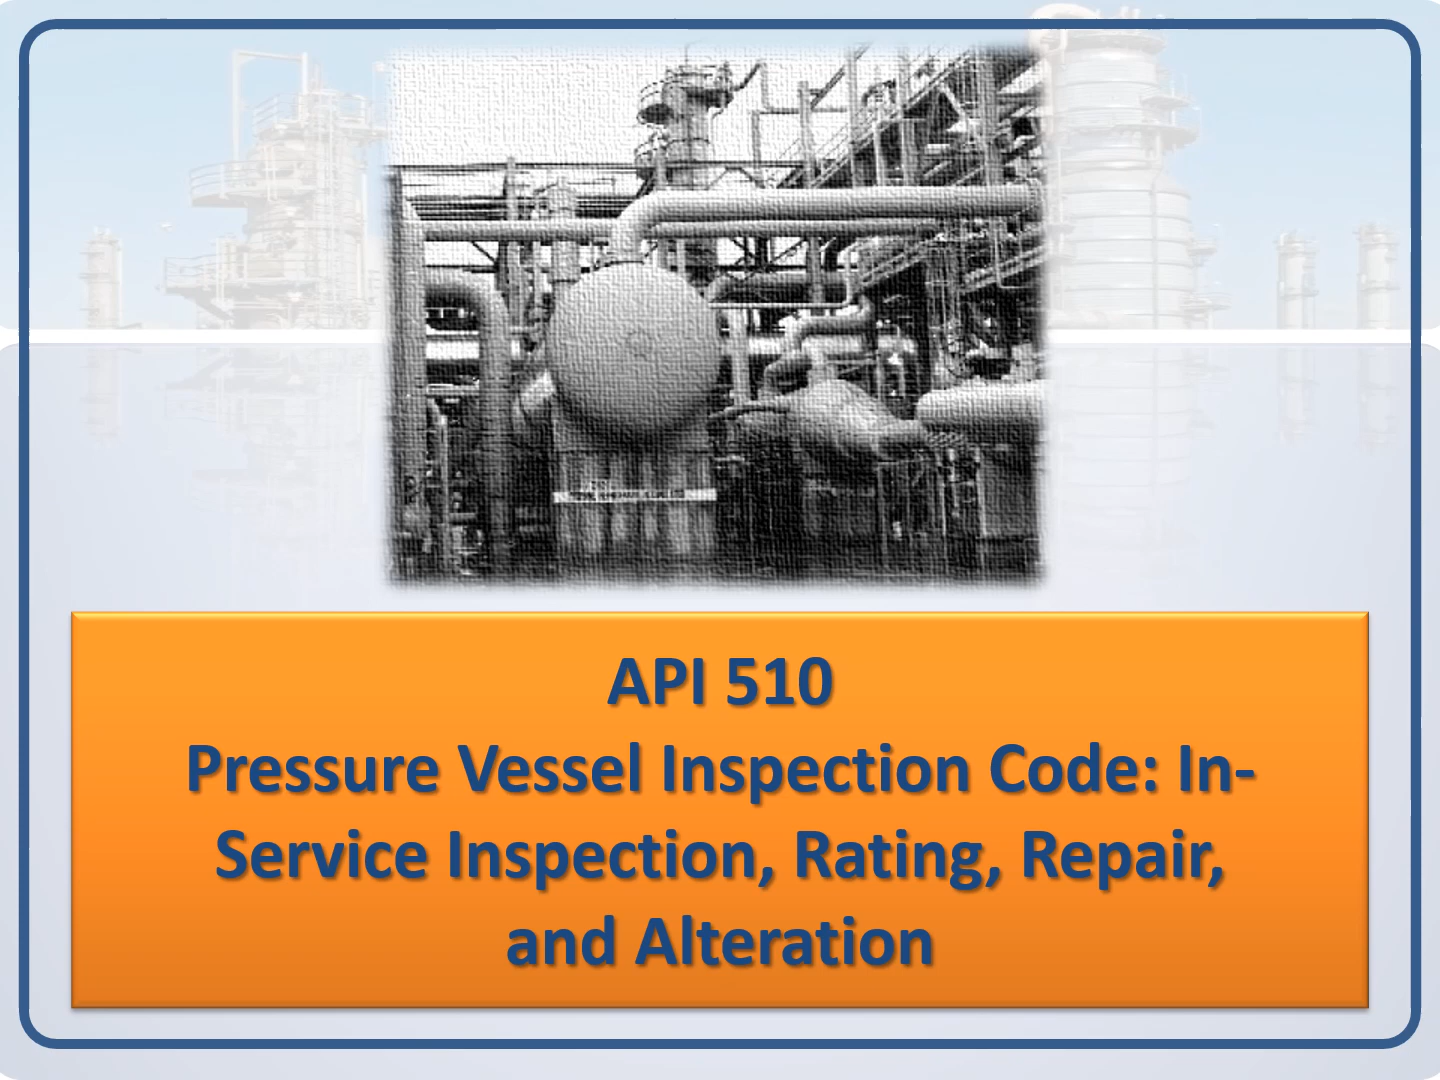 API 510
Pressure Vessel Inspection Code: In-
Service Inspection, Rating, Repair,
and Alteration